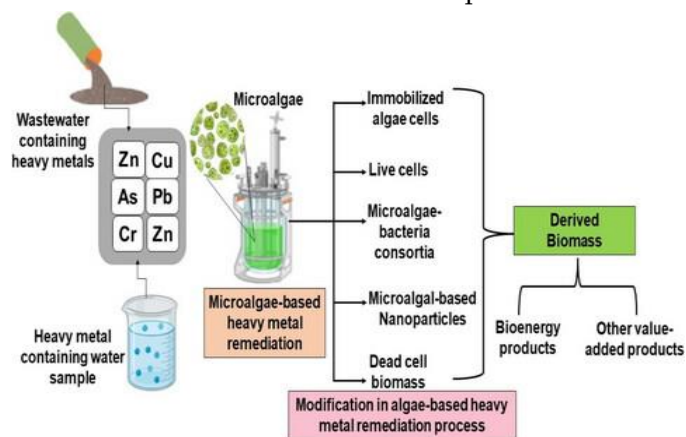 Wastewater
containing
heavy metals
Zn Cu
As Pb
Cr Zn
Heavy metal
containing water
sample
Microalgae
Microalgae-based
heavy metal
remediation
Immobilized
algae cells
Live cells
Microalgae-
bacteria
consortia
Microalgal-based
Nanoparticles
Dead cell
biomass
Modification in algae-based heavy
metal remediation process
Derived
Biomass
Bioenergy
products
Other value-
added products